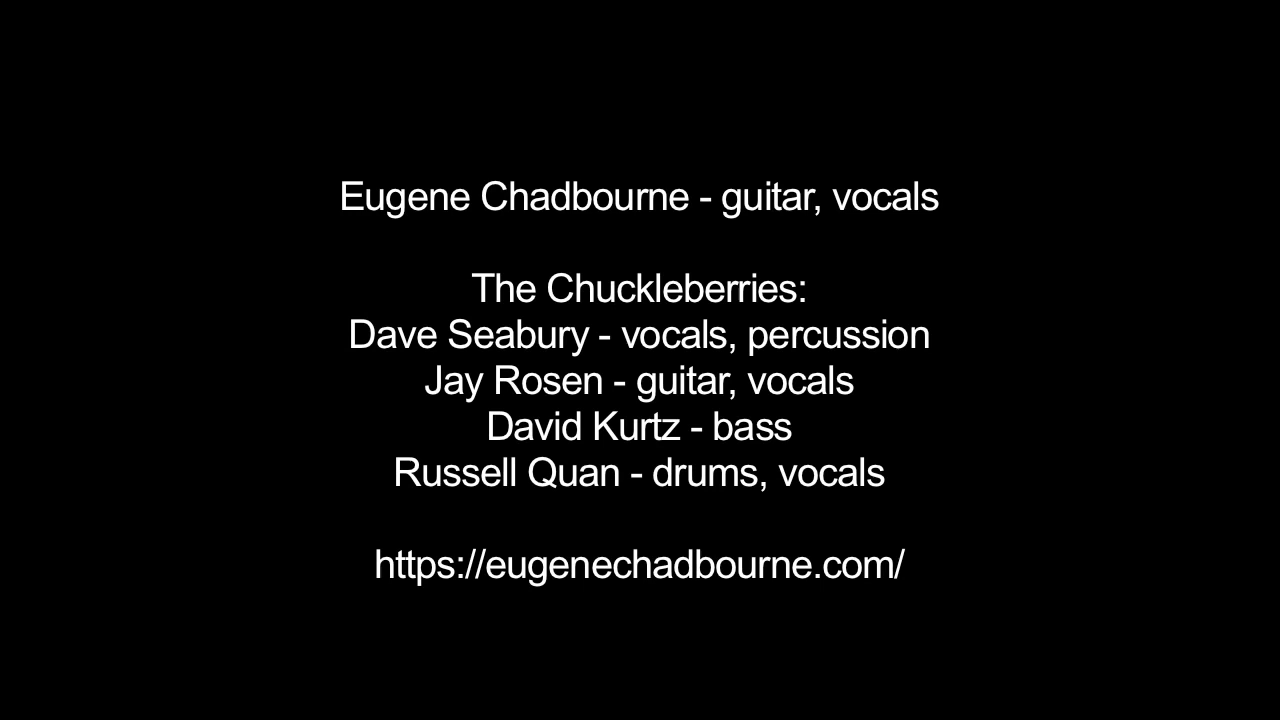 Eugene Chadbourne - guitar, vocals
The Chuckleberries:
Dave Seabury - vocals, percussion
Jay Rosen - guitar, vocals
David Kurtz - bass
Russell Quan - drums, vocals
https://eugenechadbourne.com/